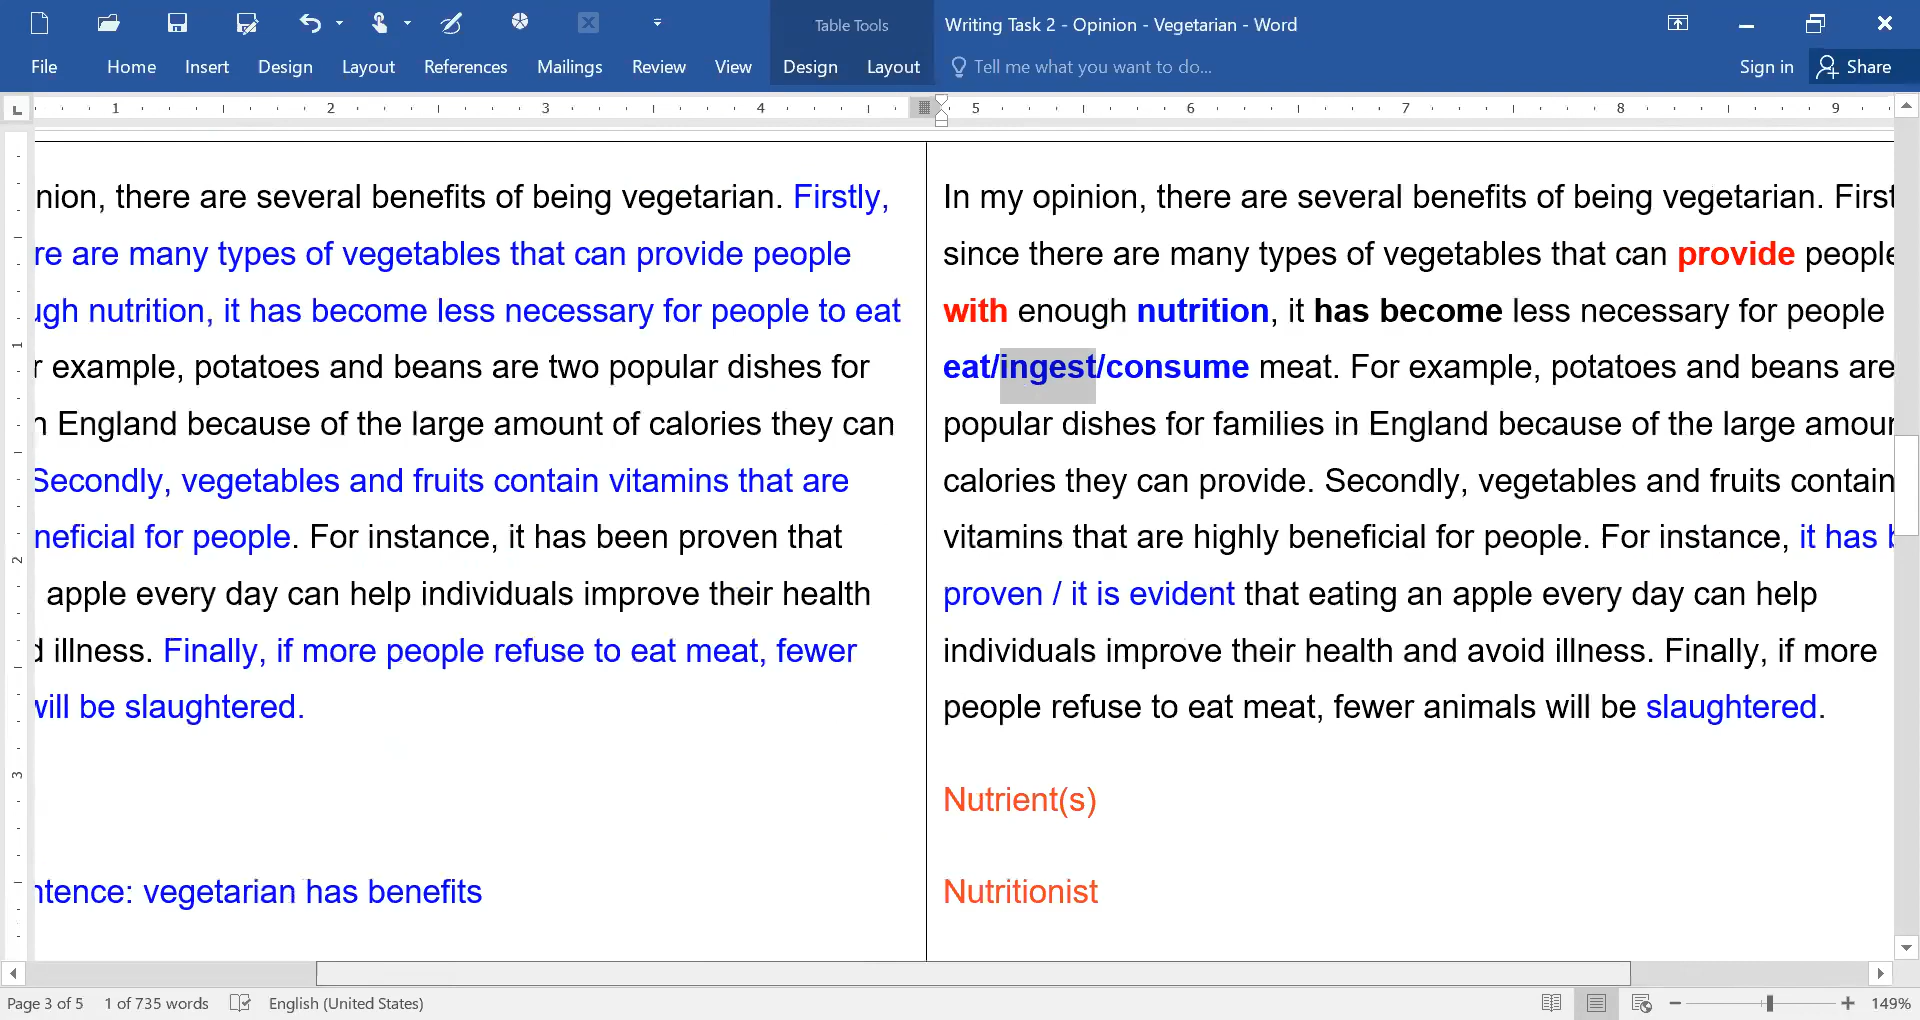 Table Tools
Writing Task 2 - Opinion - Vegetarian - Word
File Home Insert Design Layout References Mailings Review View Design Layout Tell me what you want to do... Sign in Share
1 2 3 4 5 6 7 8 9
nion, there are several benefits of being vegetarian. Firstly,
re are many types of vegetables that can provide people
ugh nutrition, it has become less necessary for people to eat
r example, potatoes and beans are two popular dishes for
n England because of the large amount of calories they can
Secondly, vegetables and fruits contain vitamins that are
neficial for people. For instance, it has been proven that
apple every day can help individuals improve their health
d illness. Finally, if more people refuse to eat meat, fewer
will be slaughtered.
ntence: vegetarian has benefits
In my opinion, there are several benefits of being vegetarian. First
since there are many types of vegetables that can provide people
with enough nutrition, it has become less necessary for people
eat/ingest/consume meat. For example, potatoes and beans are
popular dishes for families in England because of the large amour
calories they can provide. Secondly, vegetables and fruits contain
vitamins that are highly beneficial for people. For instance, it has b
proven / it is evident that eating an apple every day can help
individuals improve their health and avoid illness. Finally, if more
people refuse to eat meat, fewer animals will be slaughtered.
Nutrient(s)
Nutritionist
1
2
3
Page 3 of 5 1 of 735 words English (United States) 149%